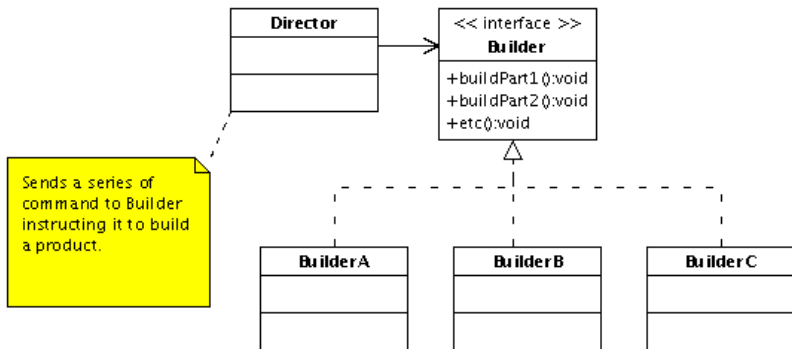 Director
<< interface >>
Builder
+buildPart1():void
+buildPart2():void
+etc():void
Sends a series of
command to Builder
instructing it to build
a product.
BuilderA
BuilderB
BuilderC